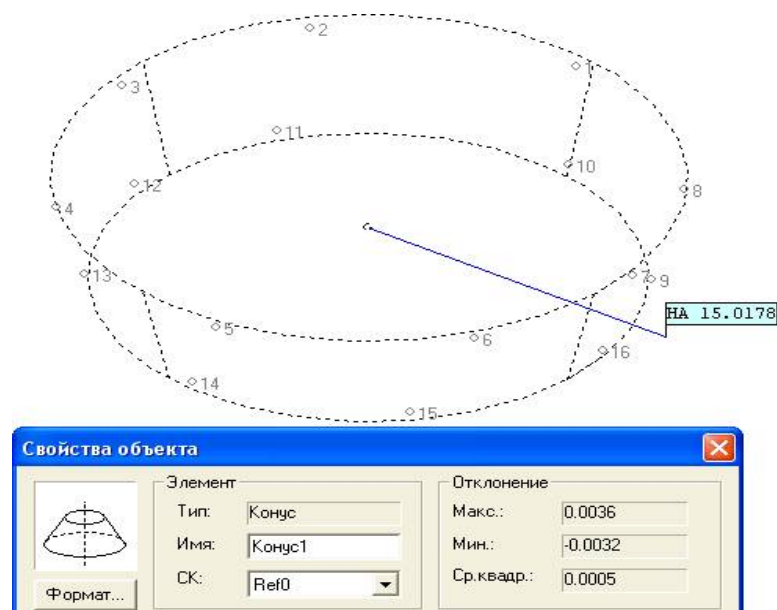 2
1
3
11
10
12
8
4
13
7
9
HA 15.0178
5
6
16
14
15
Свойства объекта
Элемент
Отклонение
Тип: Конус
Макс.: 0.0036
Имя: Конус1
Мин.: -0.0032
СК: Ref0
Ср.квадр.: 0.0005
Формат...